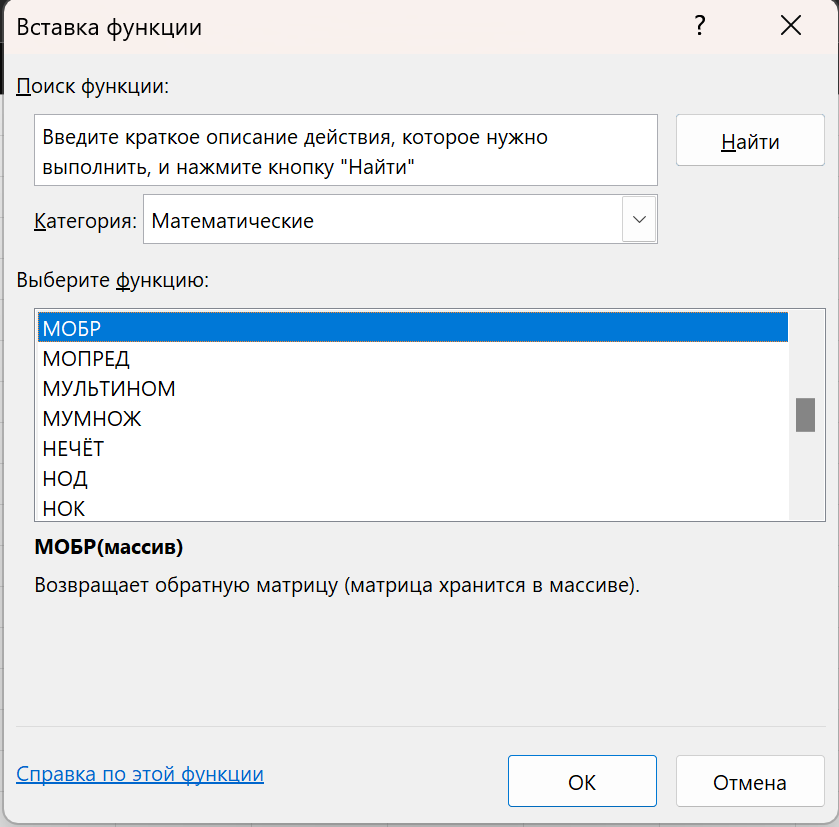 Вставка функции
?
Поиск функции:
Введите краткое описание действия, которое нужно
выполнить, и нажмите кнопку "Найти"
Найти
Категория:
Математические
Выберите функцию:
МОБР
МОПРЕД
МУЛЬТИНОМ
МУМНОЖ
НЕЧЁТ
НОД
НОК
МОБР(массив)
Возвращает обратную матрицу (матрица хранится в массиве).
Справка по этой функции
ОК
Отмена